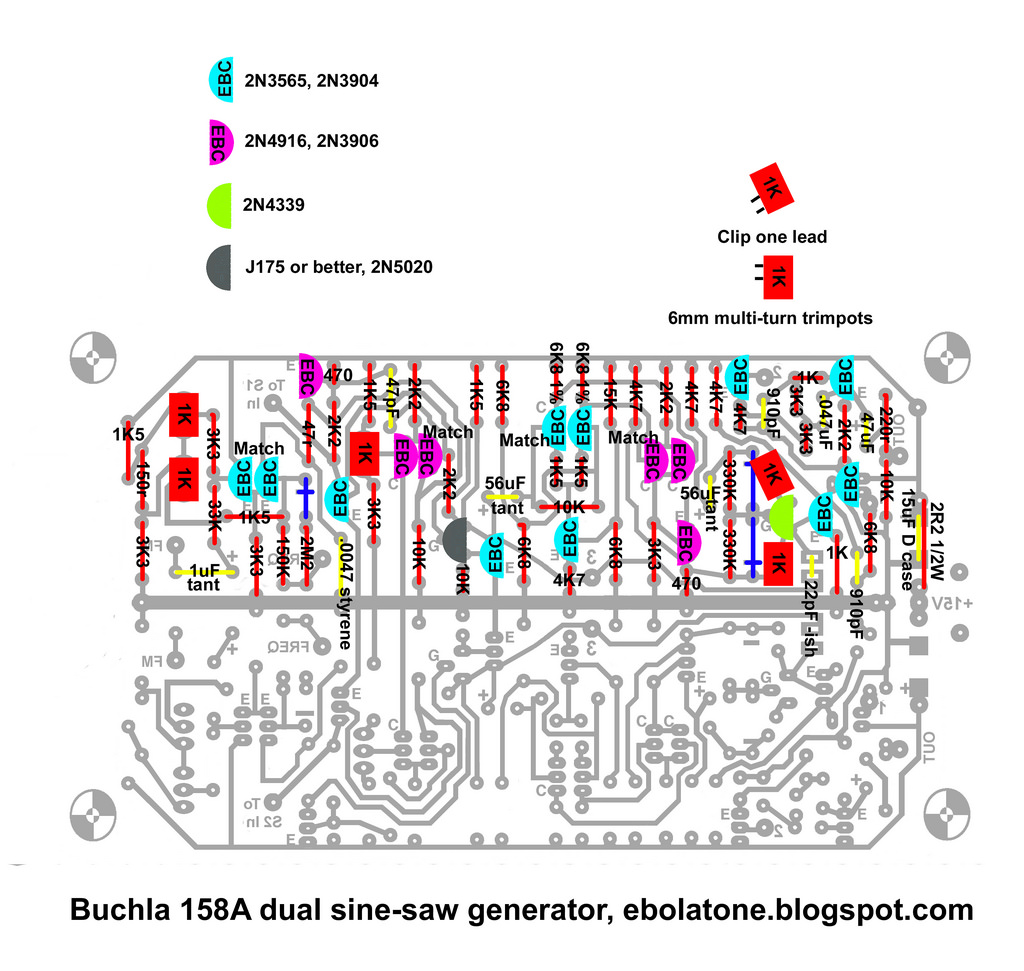 EBC 2N3565, 2N3904
EBC 2N4916, 2N3906
2N4339
J175 or better, 2N5020
1K
Clip one lead
1K
6mm multi-turn trimpots
E
EBC
470
To S1
In
1K5
47pF
2K2
1K5
6K8
6K8 1%
6K8 1%
15K
4K7
2K2
4K7
4K7
EBC
2
1K
EBC
4K7
910pF
3K3
.047uF
3K3
2K2
47uF
220r
OUT
1K
1K5
3K3
47r
2K2
1K
Match
EBC
EBC
Match
EBC
EBC
Match
EBC
EBC
Match
1K
150r
33K
EBC
EBC
EBC
2K2
C
1K5
1K5
C
330K
1K
EBC
10K
56uF
tant
56uF
tant
1K5
3K3
10K
EBC
15uF D case
2R2 1/2W
3K3
FM
1uF
tant
3K3
150K
2M2
FREQ
.0047 styrene
10K
G
10K
EBC
6K8
EBC
4K7
3
6K8
3K3
EBC
470
330K
1K
22pF -ish
1K
910pF
6K8
+15V
FM
+
FREQ
G
E
E
3
E
+
G
E
E
E
E
C
C
C
C
+
1
OUT
To
S2 In
E
C
E
2
E
+
Buchla 158A dual sine-saw generator, ebolatone.blogspot.com